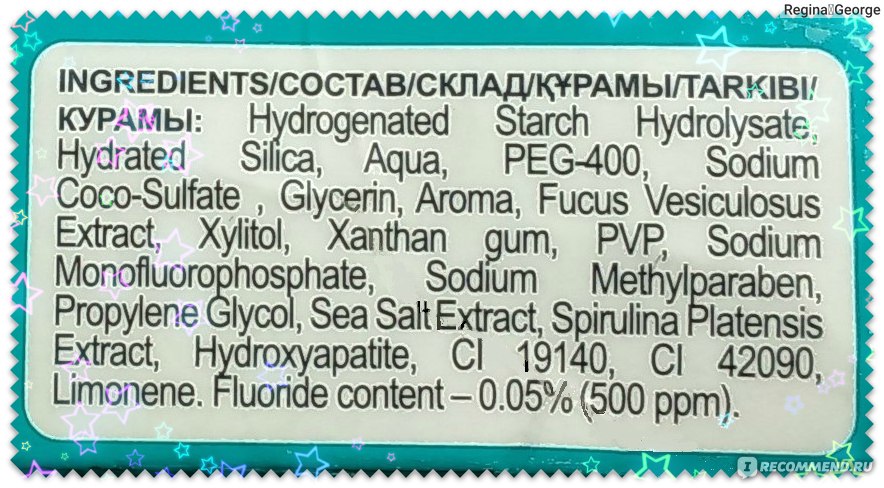 Regina George
INGREDIENTS/СОСТАВ/СКЛАД/ҚҰРАМЫ/TARKIBI/
КУРАМЫ: Hydrogenated Starch Hydrolysate,
Hydrated Silica, Aqua, PEG-400, Sodium
Coco-Sulfate , Glycerin, Aroma, Fucus Vesiculosus
Extract, Xylitol, Xanthan gum, PVP, Sodium
Monofluorophosphate, Sodium Methylparaben,
Propylene Glycol, Sea Salt Extract, Spirulina Platensis
Extract, Hydroxyapatite, CI 19140, CI 42090,
Limonene. Fluoride content – 0.05% (500 ppm).
IRECOMMEND.RU